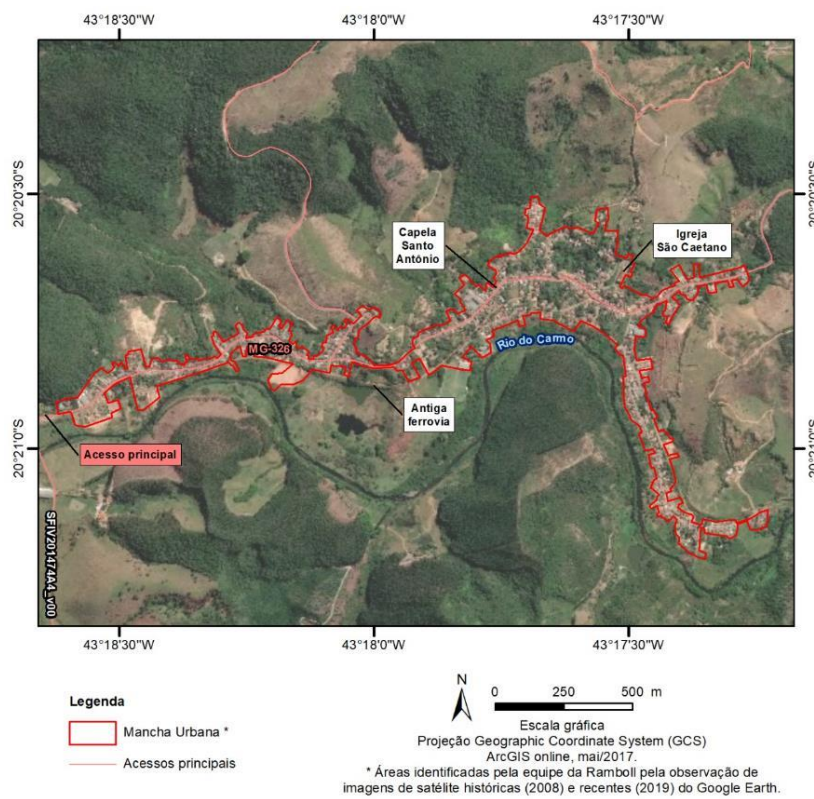 43°18'30"W
43°18'0"W
43°17'30"W
20°20'30"S
20°20'30"S
Capela
Santo
Antônio
Igreja
São Caetano
MG-326
Rio do Carmo
Antiga
ferrovia
Acesso principal
20°21'0"S
20°21'0"S
SFIV201474A4_v00
43°18'30"W
43°18'0"W
43°17'30"W
Legenda
Mancha Urbana *
Acessos principais
N
0 250 500 m
Escala gráfica
Projeção Geographic Coordinate System (GCS)
ArcGIS online, mai/2017.
* Áreas identificadas pela equipe da Ramboll pela observação de
imagens de satélite históricas (2008) e recentes (2019) do Google Earth.